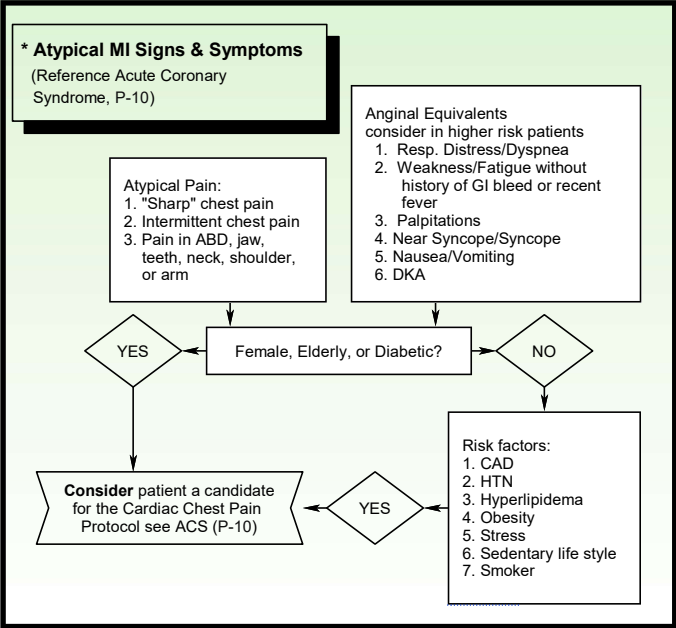 * Atypical MI Signs & Symptoms
(Reference Acute Coronary
Syndrome, P-10)
Anginal Equivalents
consider in higher risk patients
1. Resp. Distress/Dyspnea
2. Weakness/Fatigue without
history of GI bleed or recent
fever
3. Palpitations
4. Near Syncope/Syncope
5. Nausea/Vomiting
6. DKA
Atypical Pain:
1. "Sharp" chest pain
2. Intermittent chest pain
3. Pain in ABD, jaw,
teeth, neck, shoulder,
or arm
YES
Female, Elderly, or Diabetic?
NO
Risk factors:
1. CAD
2. HTN
3. Hyperlipidema
4. Obesity
5. Stress
6. Sedentary life style
7. Smoker
YES
Consider patient a candidate
for the Cardiac Chest Pain
Protocol see ACS (P-10)